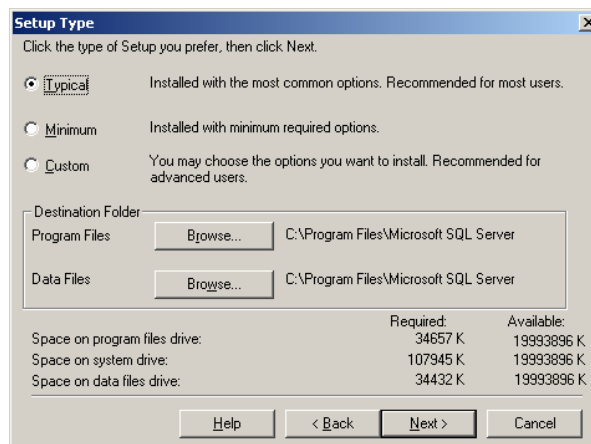 Setup Type
Click the type of Setup you prefer, then click Next.
Typical Installed with the most common options. Recommended for most users.
Minimum Installed with minimum required options.
Custom You may choose the options you want to install. Recommended for
advanced users.
Destination Folder
Program Files Browse... C:\Program Files\Microsoft SQL Server
Data Files Browse... C:\Program Files\Microsoft SQL Server
Required: Available:
Space on program files drive: 34657 K 19993896 K
Space on system drive: 107945 K 19993896 K
Space on data files drive: 34432 K 19993896 K
Help < Back Next > Cancel